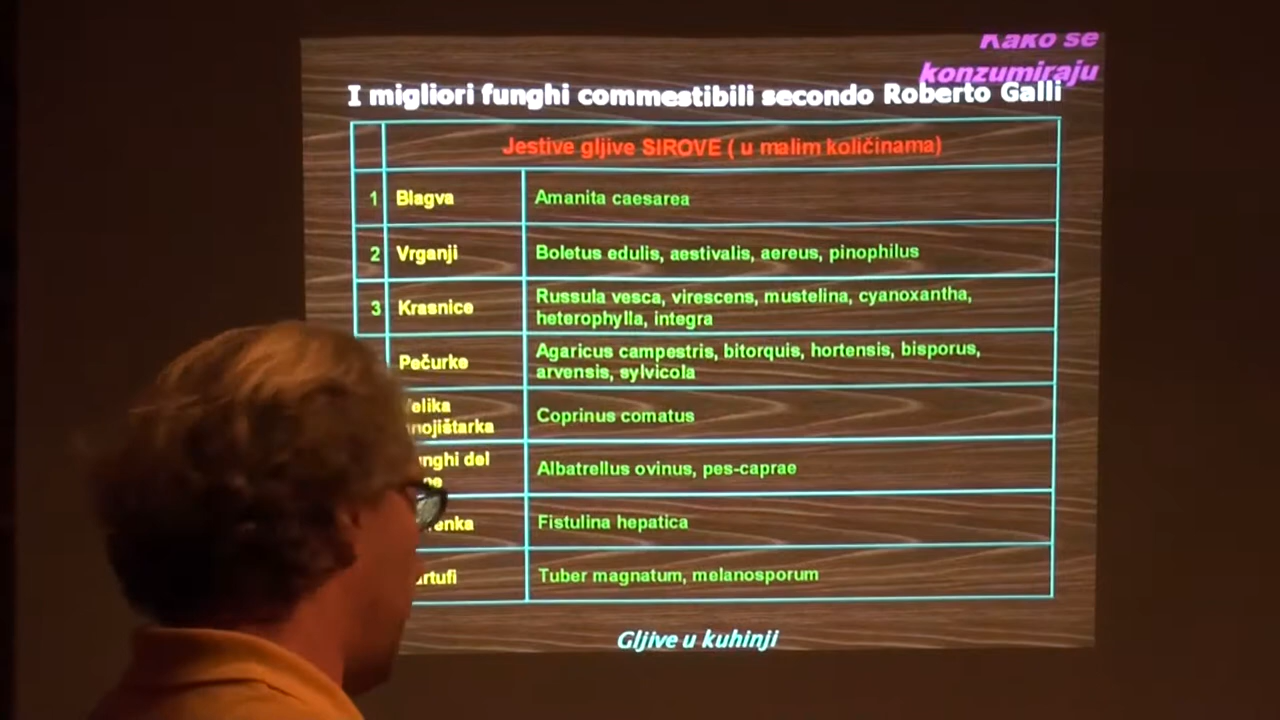 Kako se
konzumiraju
I migliori funghi commestibili secondo Roberto Galli
Jestive gljive SIROVE ( u malim količinama)
1 Blagva Amanita caesarea
2 Vrganji Boletus edulis, aestivalis, aereus, pinophilus
3 Krasnice Russula vesca, virescens, mustelina, cyanoxantha,
heterophylla, integra
Pečurke Agaricus campestris, bitorquis, hortensis, bisporus,
arvensis, sylvicola
Coprinus comatus
del
Albatrellus ovinus, pes-caprae
Fistulina hepatica
Tuber magnatum, melanosporum
Gljive u kuhinji